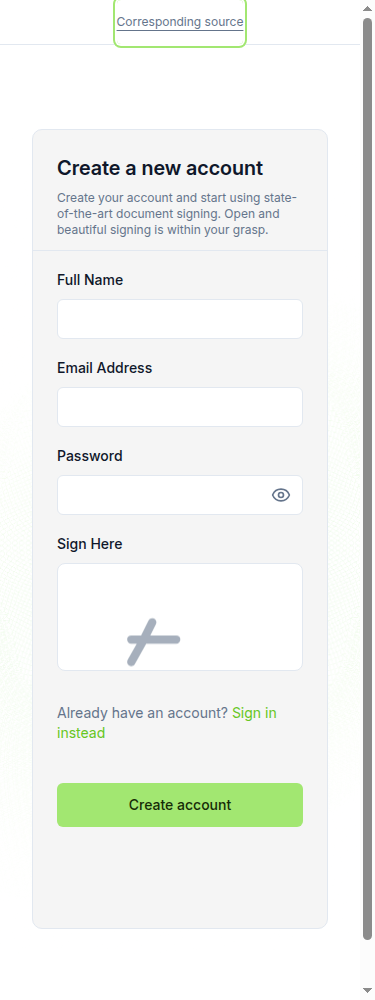 Corresponding source
Create a new account
Create your account and start using state-
of-the-art document signing. Open and
beautiful signing is within your grasp.
Full Name
Email Address
Password
Sign Here
Already have an account? Sign in
instead
Create account